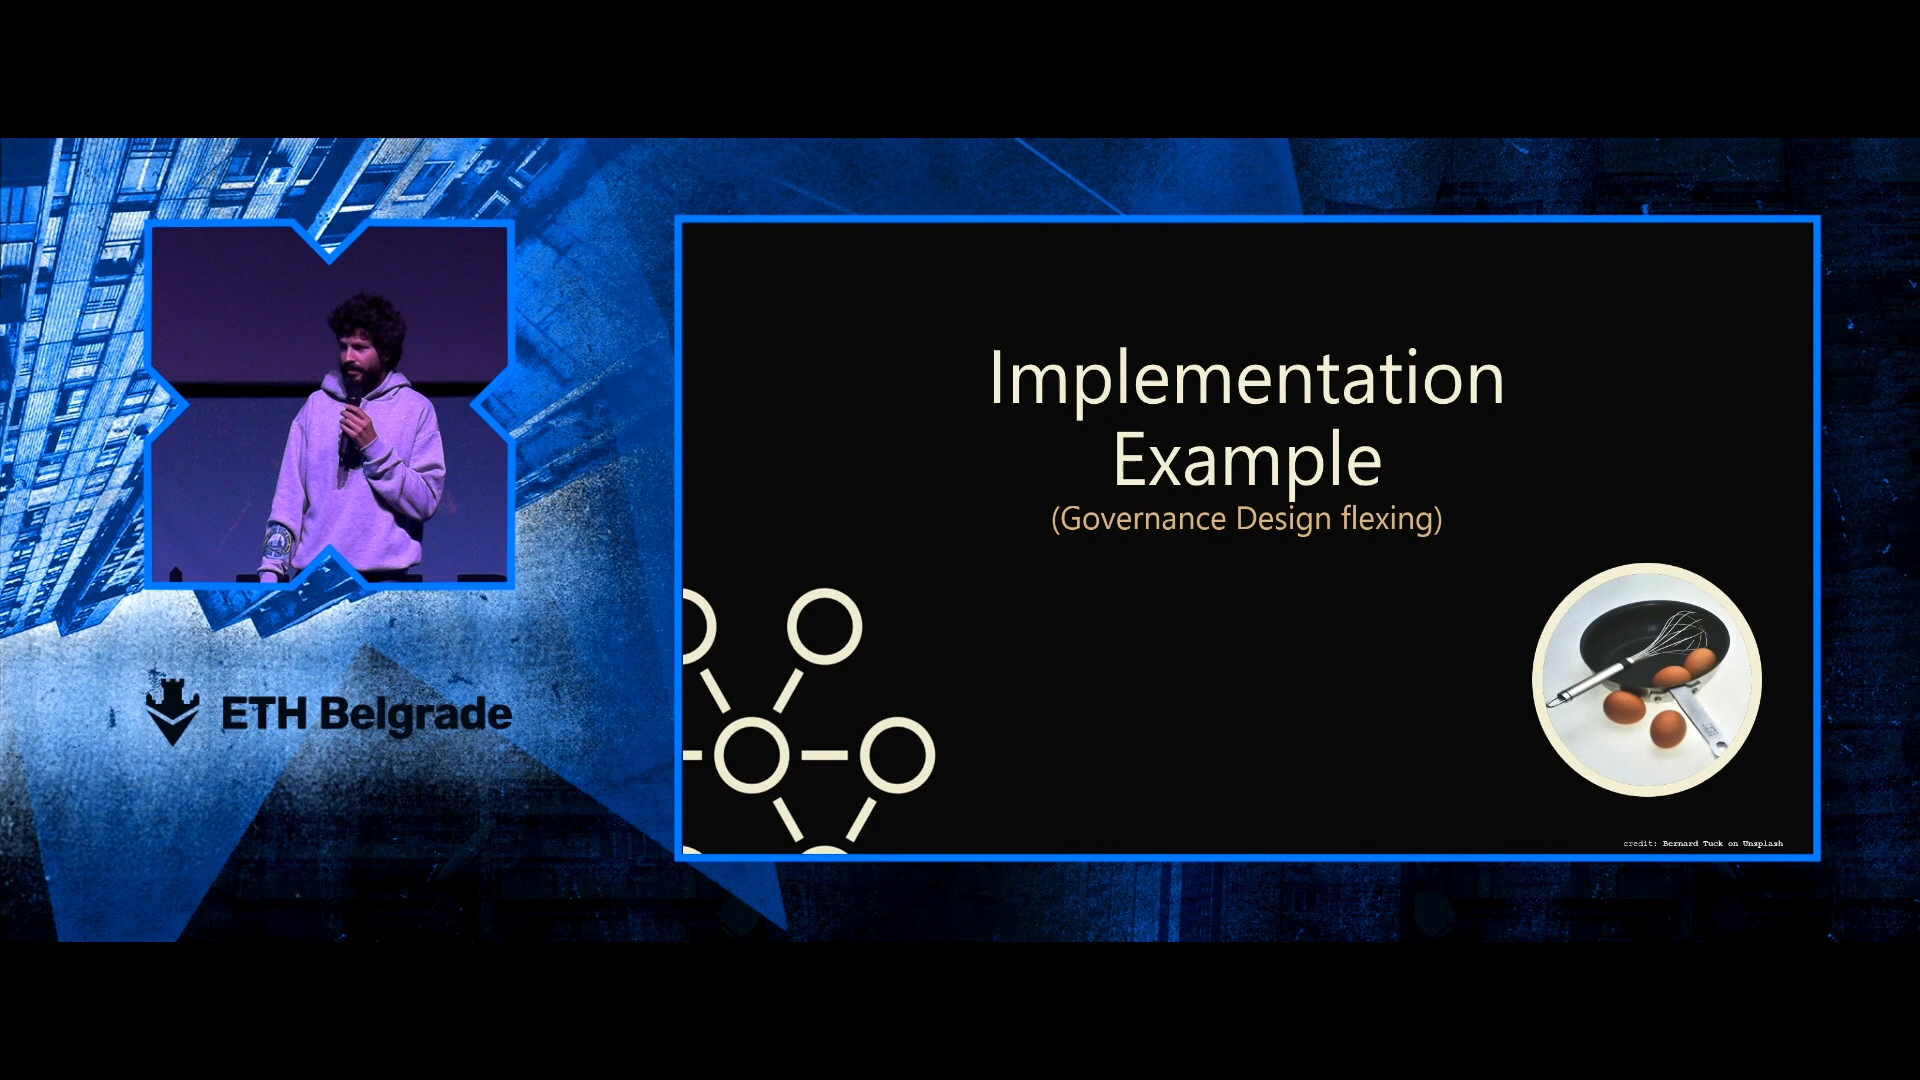 Implementation
Example
(Governance Design flexing)
ETH Belgrade
credit: Bernard Tuck on Unsplash